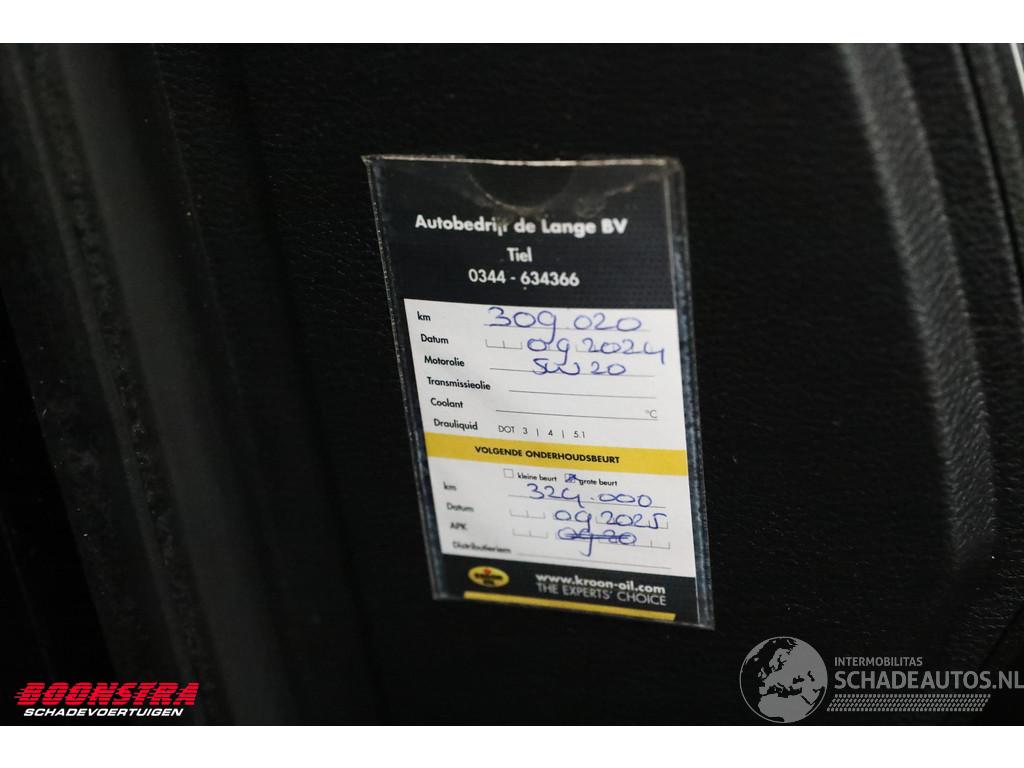 Autobedrijf de Lange BV
Tiel
0344 - 634366
km 309.020
Datum 09 2024
Motorolie 5W20
Transmissieolie
Coolant °C
Drauliquid DOT 3 | 4 | 5.1
VOLGENDE ONDERHOUDSBEURT
kleine beurt grote beurt
km 324.000
Datum 09 2025
APK 09 20
Distributieriem
KROON OIL
www.kroon-oil.com
THE EXPERTS' CHOICE
BOONSTRA
SCHADEVOERTUIGEN
INTERMOBILITAS
SCHADEAUTOS.NL